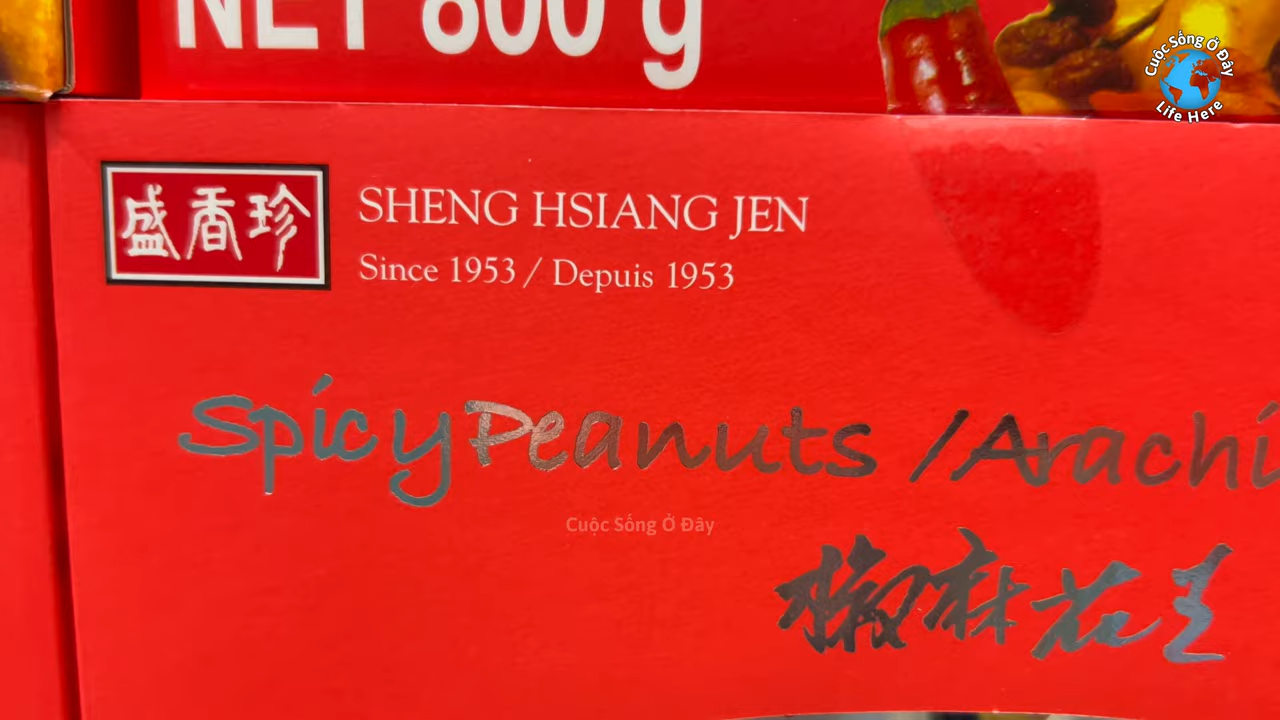 NET 800 g
Cuộc Sống Ở Đây
Life Here
盛香珍
SHENG HSIANG JEN
Since 1953 / Depuis 1953
Spicy Peanuts / Arachi
Cuộc Sống Ở Đây
椒麻花生